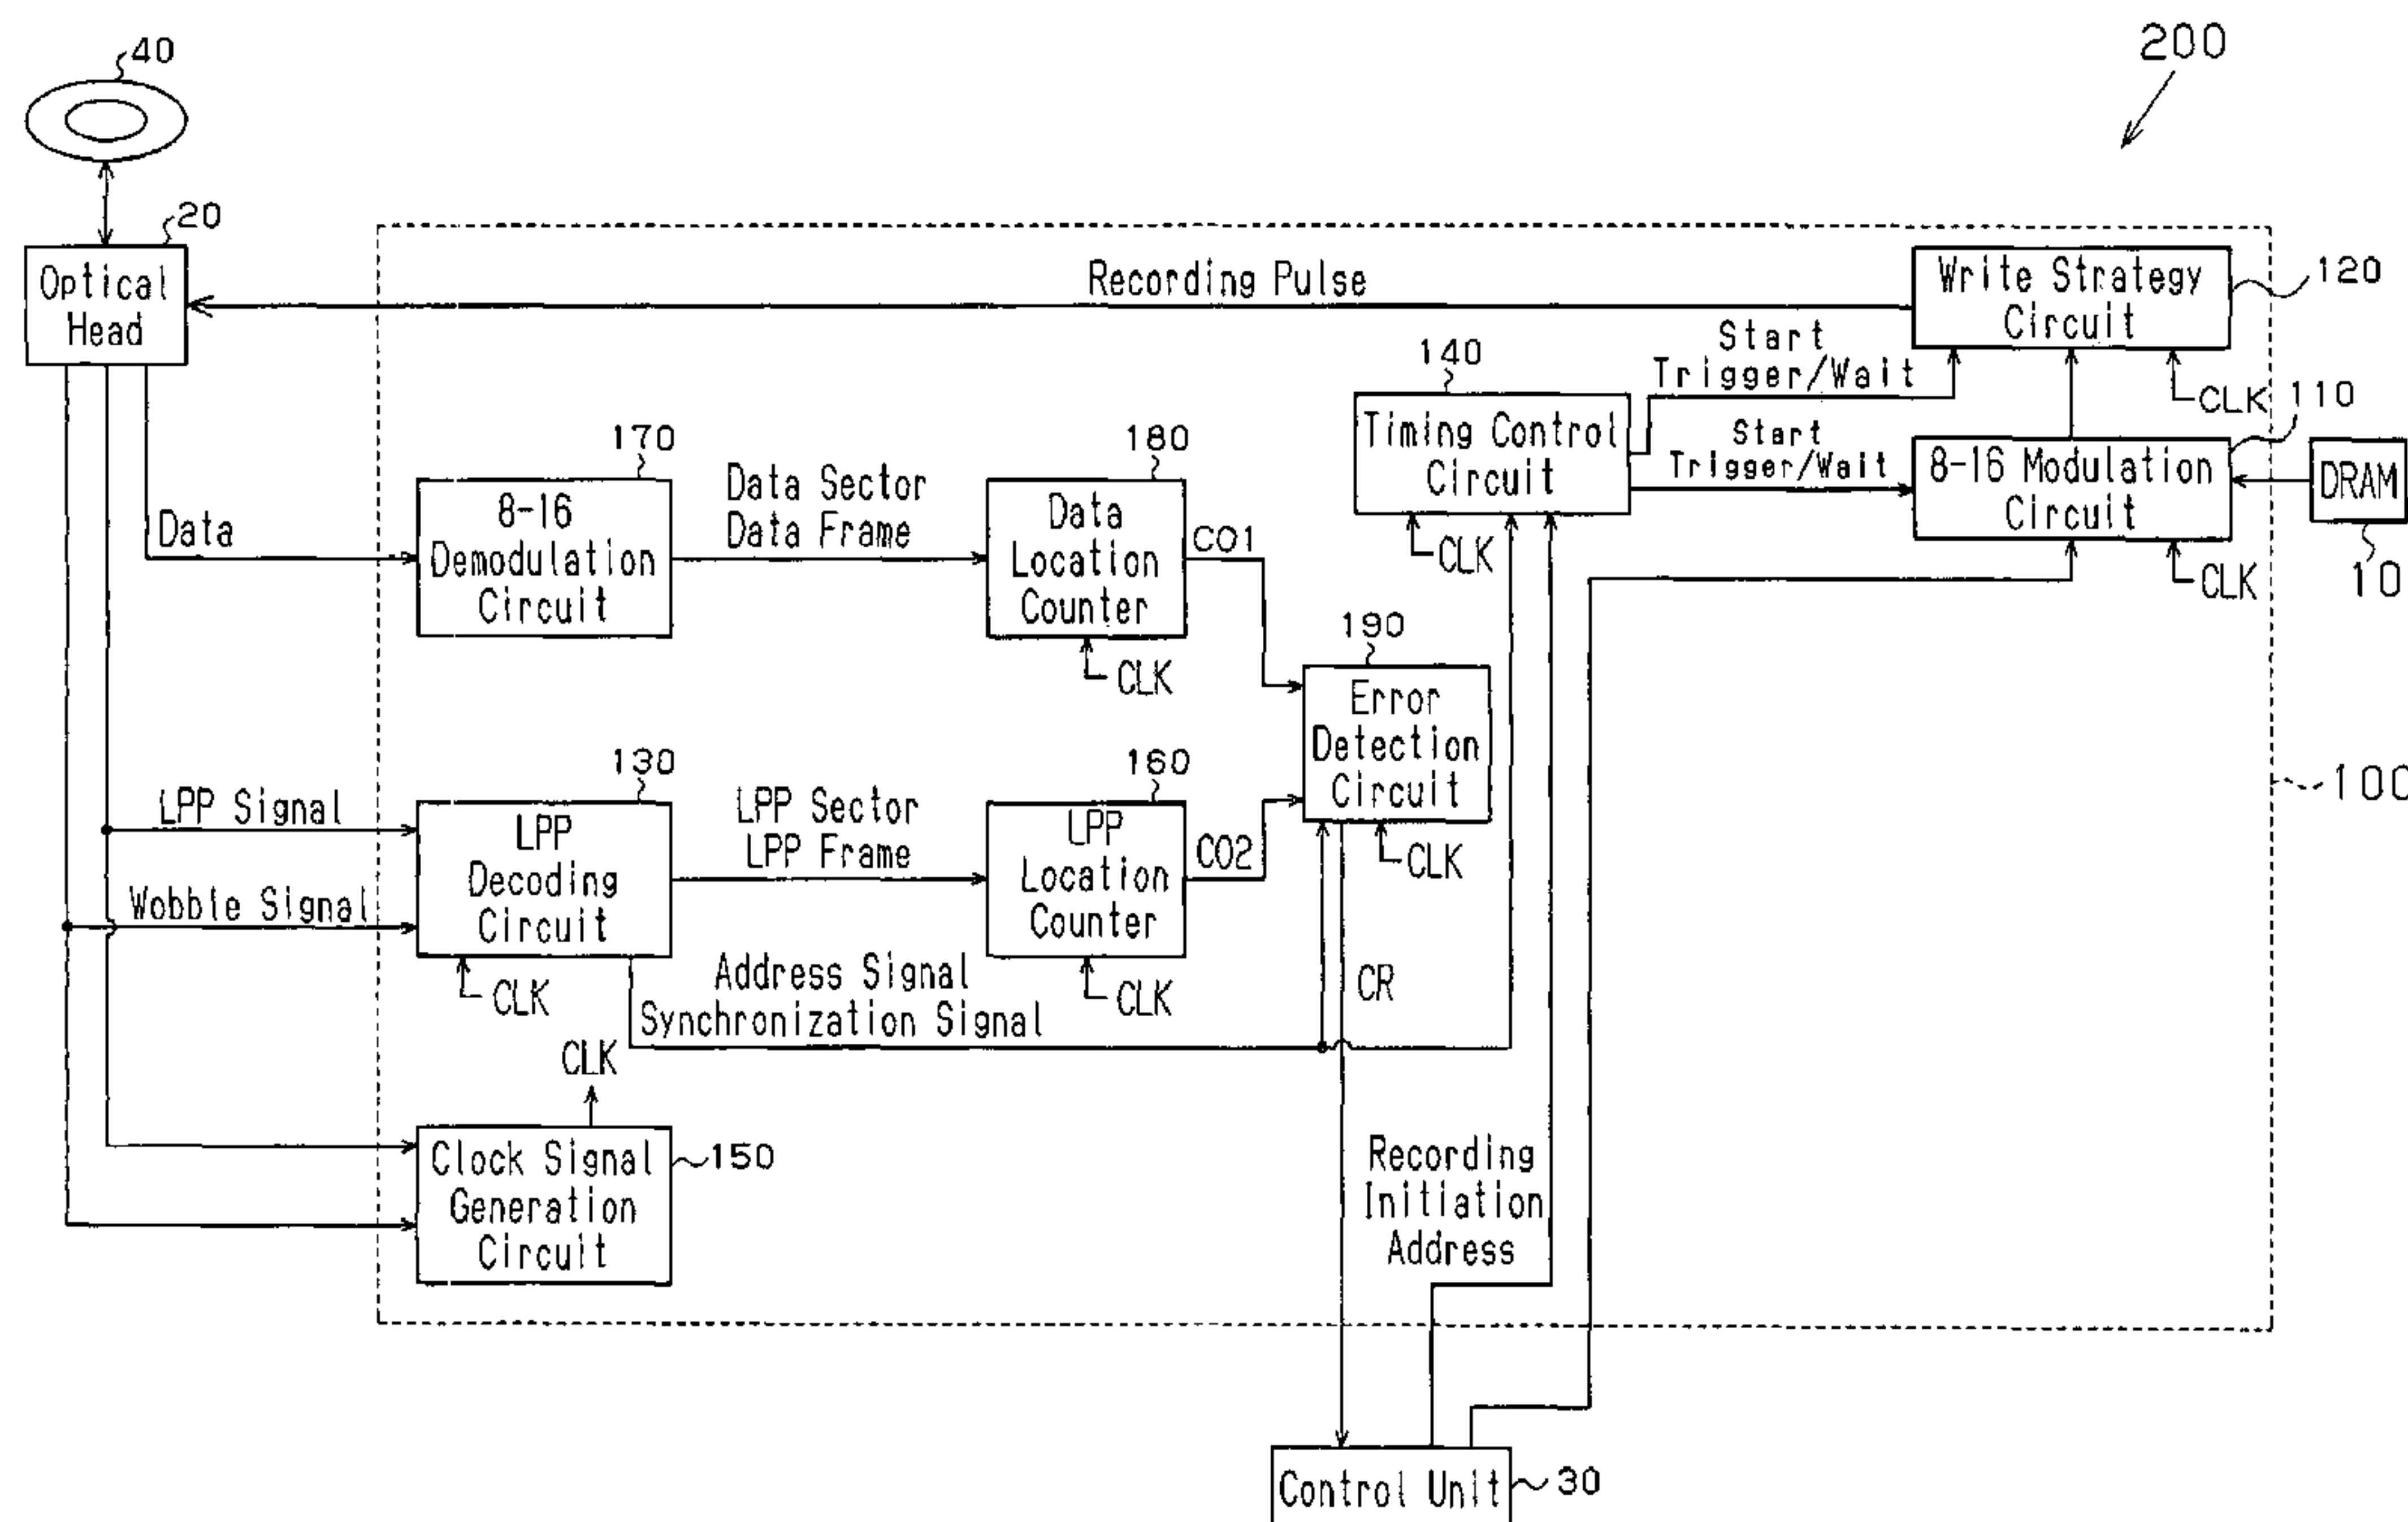 200
40
20
Optical
Head
Recording Pulse
Write Strategy
Circuit
120
Start
Trigger/Wait
CLK
140
Timing Control
Circuit
Start
Trigger/Wait
CLK
110
8-16 Modulation
Circuit
CLK
DRAM
10
Data
170
8-16
Demodulation
Circuit
Data Sector
Data Frame
180
Data
Location
Counter
CLK
CO1
190
Error
Detection
Circuit
CLK
100
LPP Signal
Wobble Signal
130
LPP
Decoding
Circuit
CLK
LPP Sector
LPP Frame
160
LPP
Location
Counter
CLK
CO2
Address Signal
Synchronization Signal
CR
CLK
Clock Signal
Generation
Circuit
150
Recording
Initiation
Address
Control Unit
30